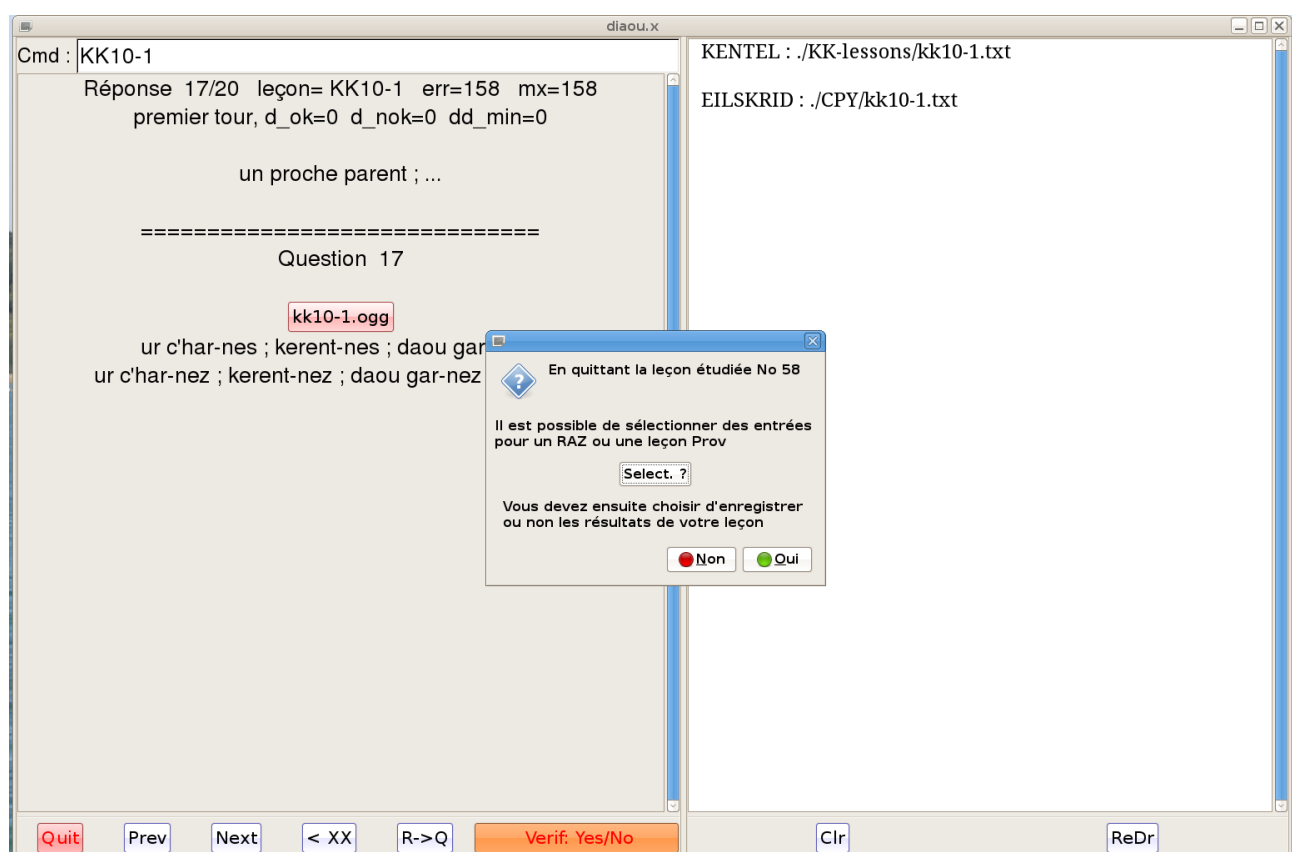 diaou.x
Cmd : KK10-1
Réponse 17/20 leçon= KK10-1 err=158 mx=158
premier tour, d_ok=0 d_nok=0 dd_min=0
un proche parent ; ...
==============================
Question 17
kk10-1.ogg
ur c'har-nes ; kerent-nes ; daou gar
ur c'har-nez ; kerent-nez ; daou gar-nez
KENTEL : ./KK-lessons/kk10-1.txt
EILSKRID : ./CPY/kk10-1.txt
En quittant la leçon étudiée No 58
Il est possible de sélectionner des entrées
pour un RAZ ou une leçon Prov
Select. ?
Vous devez ensuite choisir d'enregistrer
ou non les résultats de votre leçon
Non Oui
Quit Prev Next < XX R->Q Verif: Yes/No Clr ReDr